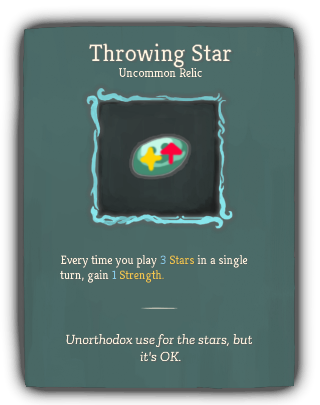 Throwing Star
Uncommon Relic
Every time you play 3 Stars in a single
turn, gain 1 Strength.
Unorthodox use for the stars, but
it's OK.